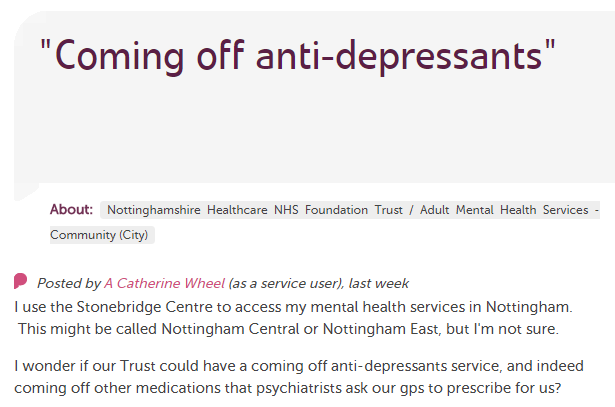 "Coming off anti-depressants"
About: Nottinghamshire Healthcare NHS Foundation Trust / Adult Mental Health Services -
Community (City)
Posted by A Catherine Wheel (as a service user), last week
I use the Stonebridge Centre to access my mental health services in Nottingham.
This might be called Nottingham Central or Nottingham East, but I'm not sure.
I wonder if our Trust could have a coming off anti-depressants service, and indeed
coming off other medications that psychiatrists ask our gps to prescribe for us?